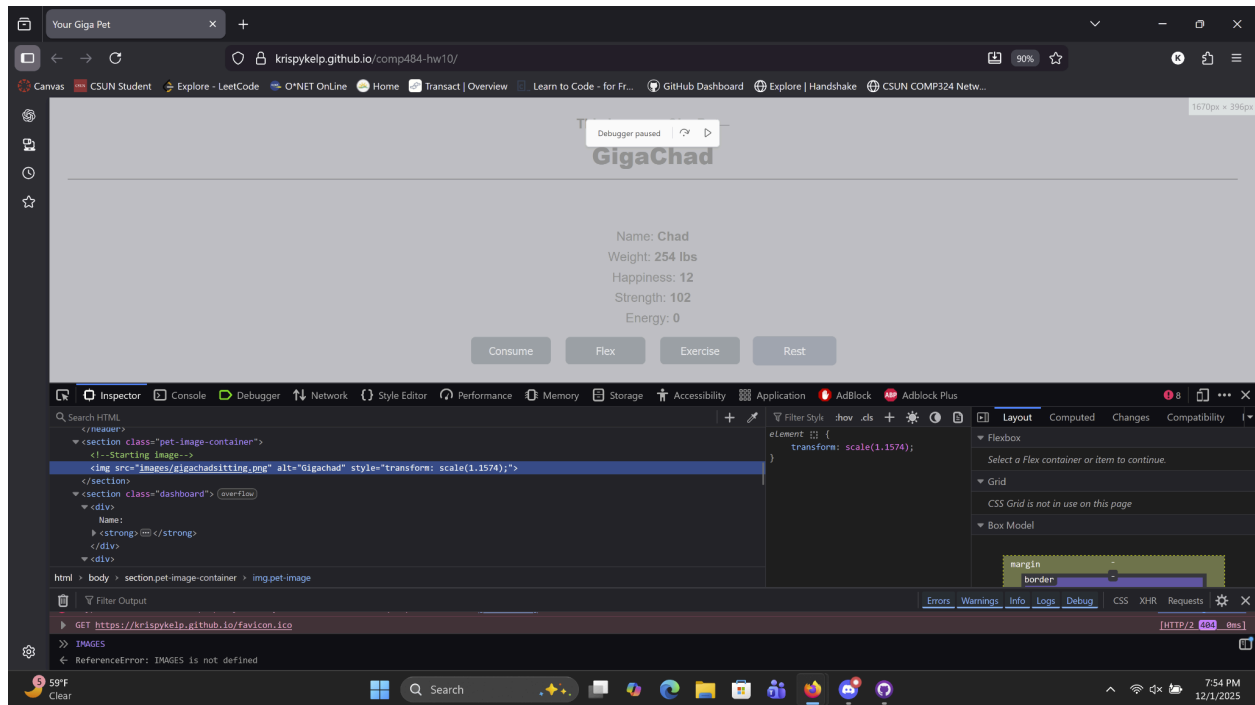 Your Giga Pet
krispykelp.github.io/comp484-hw10/
90%
K
Canvas CSUN Student Explore - LeetCode O*NET OnLine Home Transact | Overview Learn to Code - for Fr... GitHub Dashboard Explore | Handshake CSUN COMP324 Netw...
1670px × 396px
Debugger paused
GigaChad
Name: Chad
Weight: 254 lbs
Happiness: 12
Strength: 102
Energy: 0
Consume Flex Exercise Rest
Inspector Console Debugger Network Style Editor Performance Memory Storage Accessibility Application AdBlock ABP Adblock Plus 8
Search HTML
</header>
<section class="pet-image-container">
<!--Starting image-->
<img src="images/gigachadsitting.png" alt="Gigachad" style="transform: scale(1.1574);">
</section>
<section class="dashboard"> overflow
<div>
Name:
<strong></strong>
</div>
<div>
Filter Styk :hov .cls
element {
transform: scale(1.1574);
}
Layout Computed Changes Compatibility
Flexbox
Select a Flex container or item to continue.
Grid
CSS Grid is not in use on this page
Box Model
margin -
border -
html > body > section.pet-image-container > img.pet-image
Filter Output
Errors Warnings Info Logs Debug CSS XHR Requests
GET https://krispykelp.github.io/favicon.ico [HTTP/2 404 0ms]
>> IMAGES
ReferenceError: IMAGES is not defined
5
59°F
Clear
Search
7:54 PM
12/1/2025